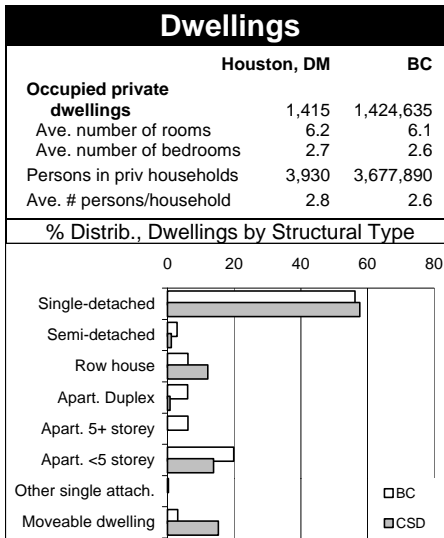 Dwellings
Houston, DM BC
Occupied private
dwellings 1,415 1,424,635
Ave. number of rooms 6.2 6.1
Ave. number of bedrooms 2.7 2.6
Persons in priv households 3,930 3,677,890
Ave. # persons/household 2.8 2.6
% Distrib., Dwellings by Structural Type
0 20 40 60 80
Single-detached
Semi-detached
Row house
Apart. Duplex
Apart. 5+ storey
Apart. <5 storey
Other single attach.
BC
Moveable dwelling
CSD